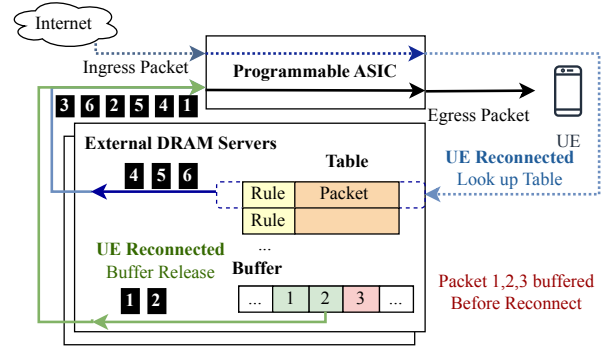 Internet
Ingress Packet
Programmable ASIC
3 6 2 5 4 1
Egress Packet
UE
External DRAM Servers
Table
UE Reconnected
Look up Table
4 5 6
Rule Packet
Rule
...
UE Reconnected
Buffer Release
Buffer
1 2
... 1 2 3 ...
Packet 1,2,3 buffered
Before Reconnect